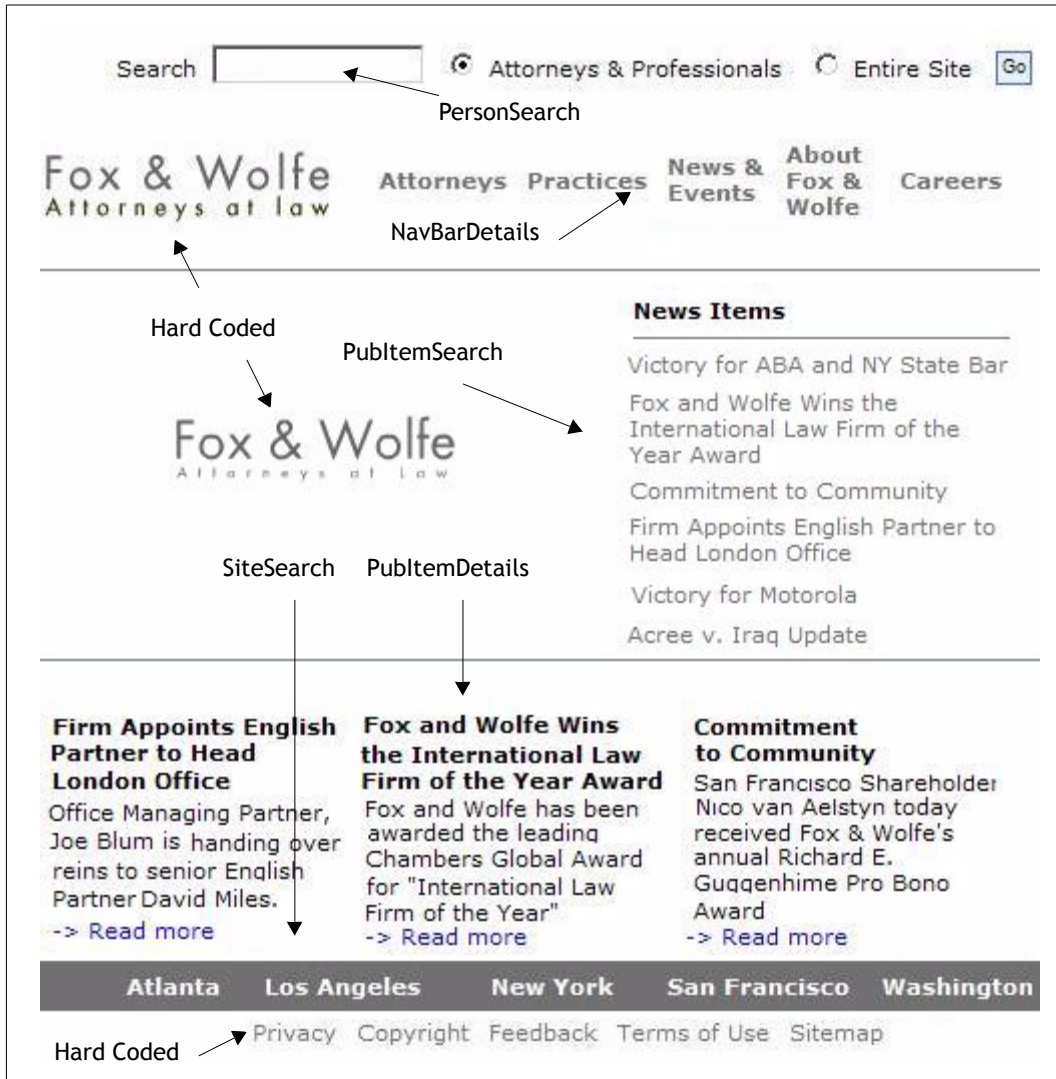 Search Attorneys & Professionals Entire Site Go
PersonSearch
Fox & Wolfe
Attorneys at law
Attorneys Practices News & Events About Fox & Wolfe Careers
NavBarDetails
Hard Coded
PubItemSearch
Fox & Wolfe
Attorneys at law
News Items
Victory for ABA and NY State Bar
Fox and Wolfe Wins the
International Law Firm of the
Year Award
Commitment to Community
Firm Appoints English Partner to
Head London Office
Victory for Motorola
Acree v. Iraq Update
SiteSearch PubItemDetails
Firm Appoints English
Partner to Head
London Office
Office Managing Partner,
Joe Blum is handing over
reins to senior English
Partner David Miles.
-> Read more
Fox and Wolfe Wins
the International Law
Firm of the Year Award
Fox and Wolfe has been
awarded the leading
Chambers Global Award
for "International Law
Firm of the Year"
-> Read more
Commitment
to Community
San Francisco Shareholder
Nico van Aelstyn today
received Fox & Wolfe's
annual Richard E.
Guggenhime Pro Bono
Award
-> Read more
Atlanta Los Angeles New York San Francisco Washington
Privacy Copyright Feedback Terms of Use Sitemap
Hard Coded